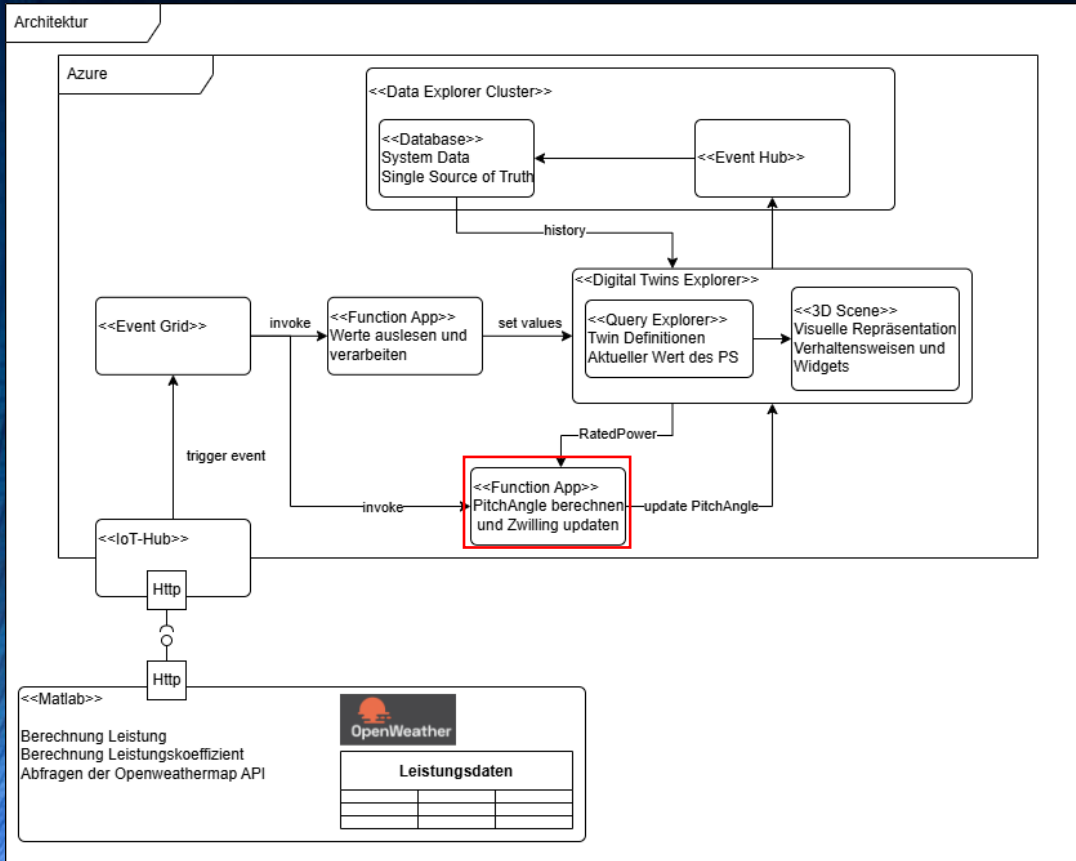 Architektur
Azure
<<Data Explorer Cluster>>
<<Database>>
System Data
Single Source of Truth
<<Event Hub>>
history
<<Digital Twins Explorer>>
<<Event Grid>>
invoke
<<Function App>>
Werte auslesen und
verarbeiten
set values
<<Query Explorer>>
Twin Definitionen
Aktueller Wert des PS
<<3D Scene>>
Visuelle Repräsentation
Verhaltensweisen und
Widgets
RatedPower
trigger event
invoke
<<Function App>>
PitchAngle berechnen
und Zwilling updaten
update PitchAngle
<<IoT-Hub>>
Http
Http
<<Matlab>>
Berechnung Leistung
Berechnung Leistungskoeffizient
Abfragen der Openweathermap API
OpenWeather
Leistungsdaten